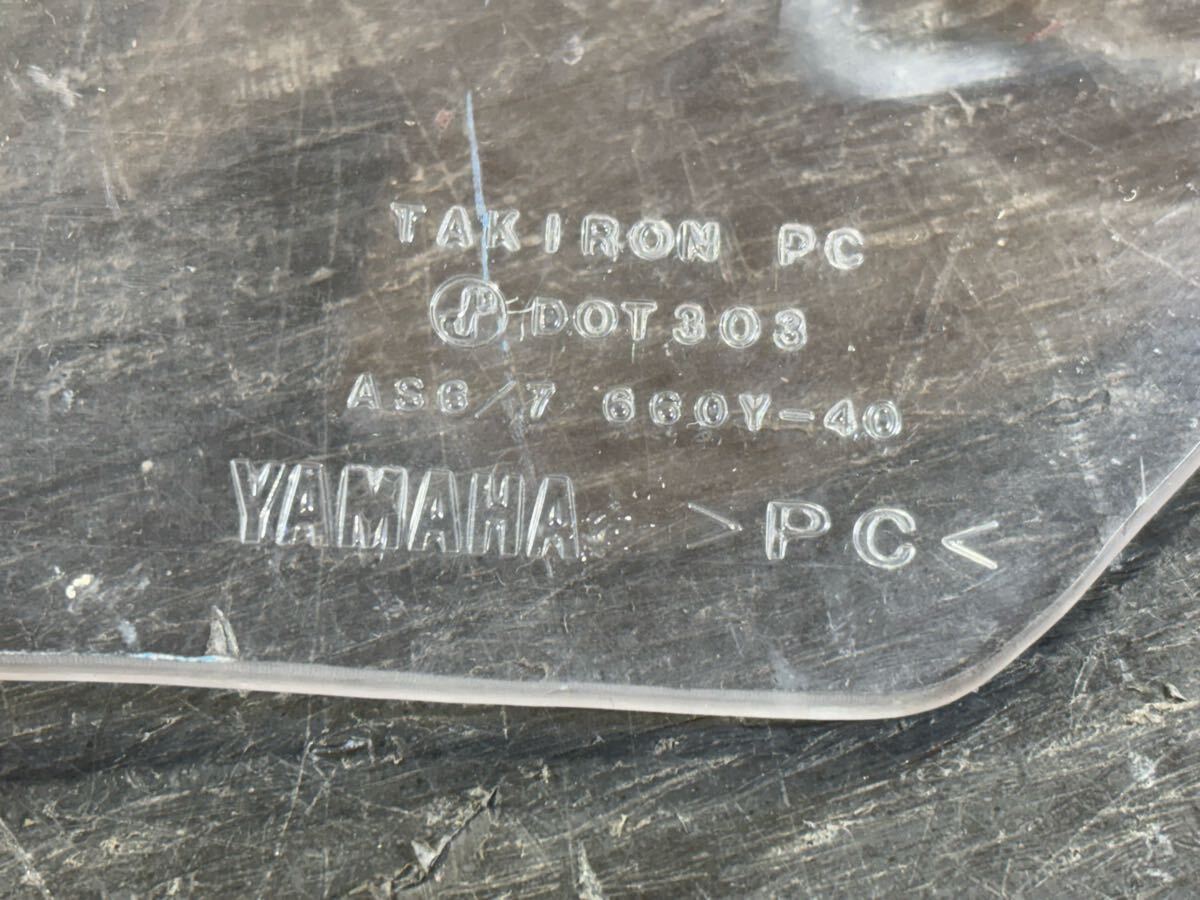 TAKIRON PC
JP DOT303
AS6/7 660Y-40
YAMAHA >PC<